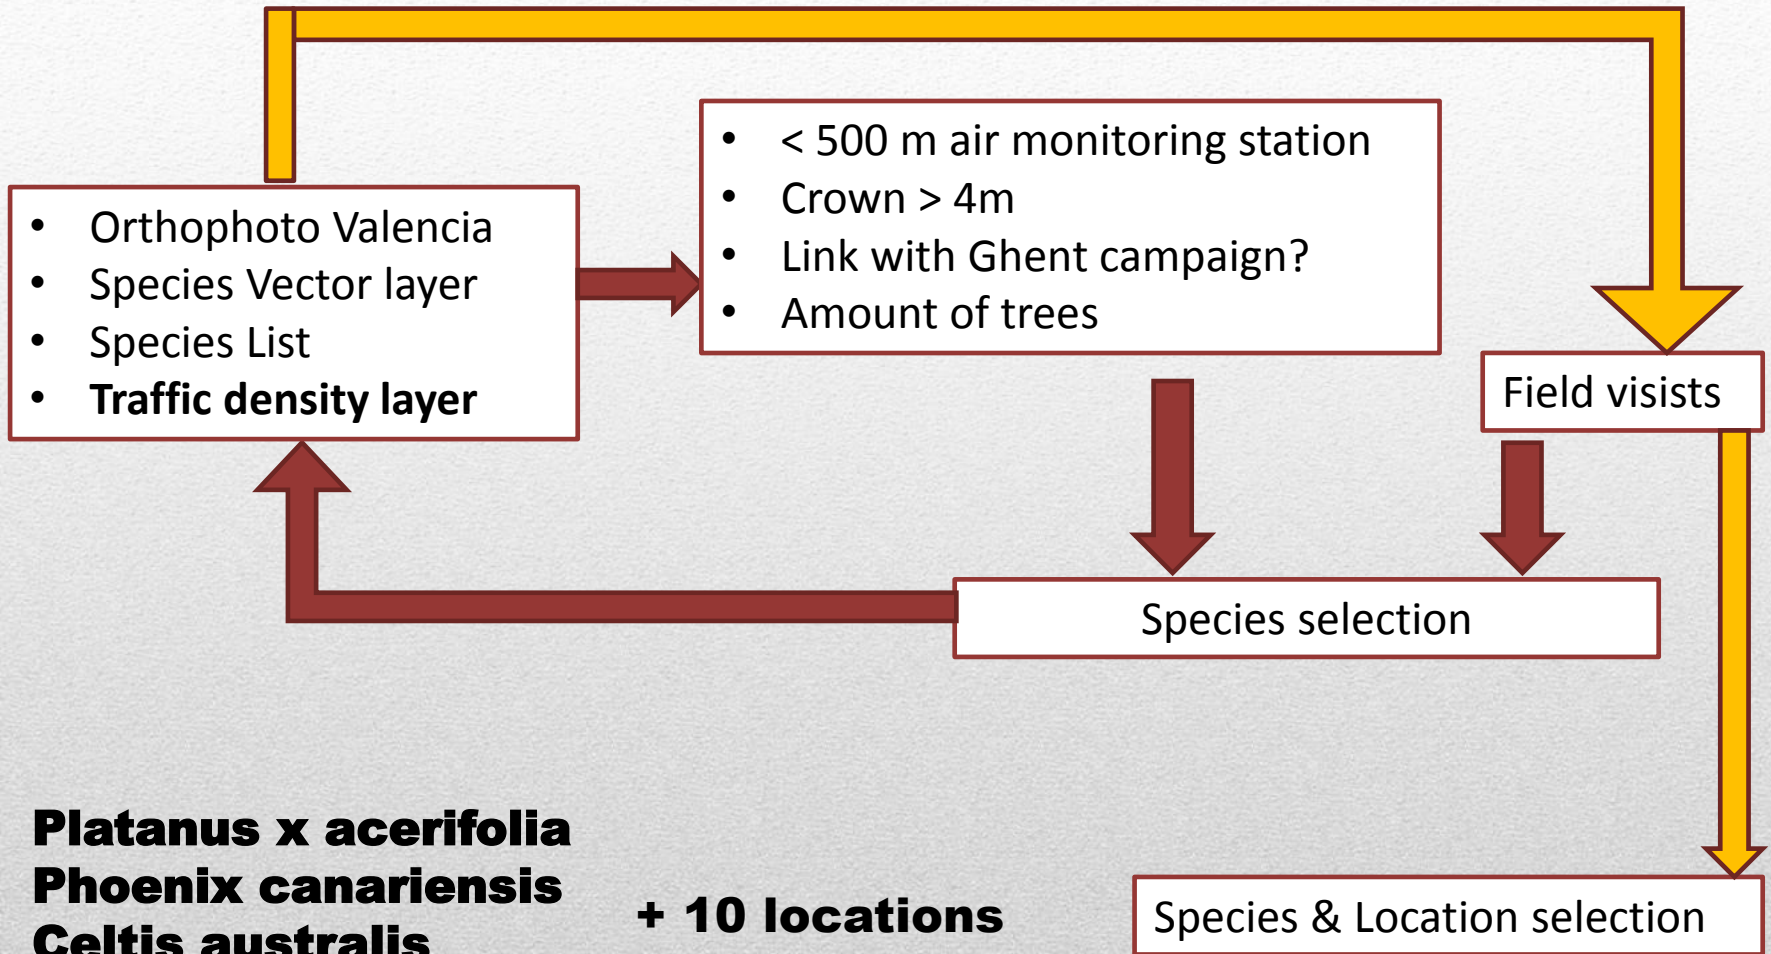 • < 500 m air monitoring station
• Crown > 4m
• Link with Ghent campaign?
• Amount of trees
• Orthophoto Valencia
• Species Vector layer
• Species List
• Traffic density layer
Field visists
Species selection
Platanus x acerifolia
Phoenix canariensis
Celtis australis
+ 10 locations
Species & Location selection